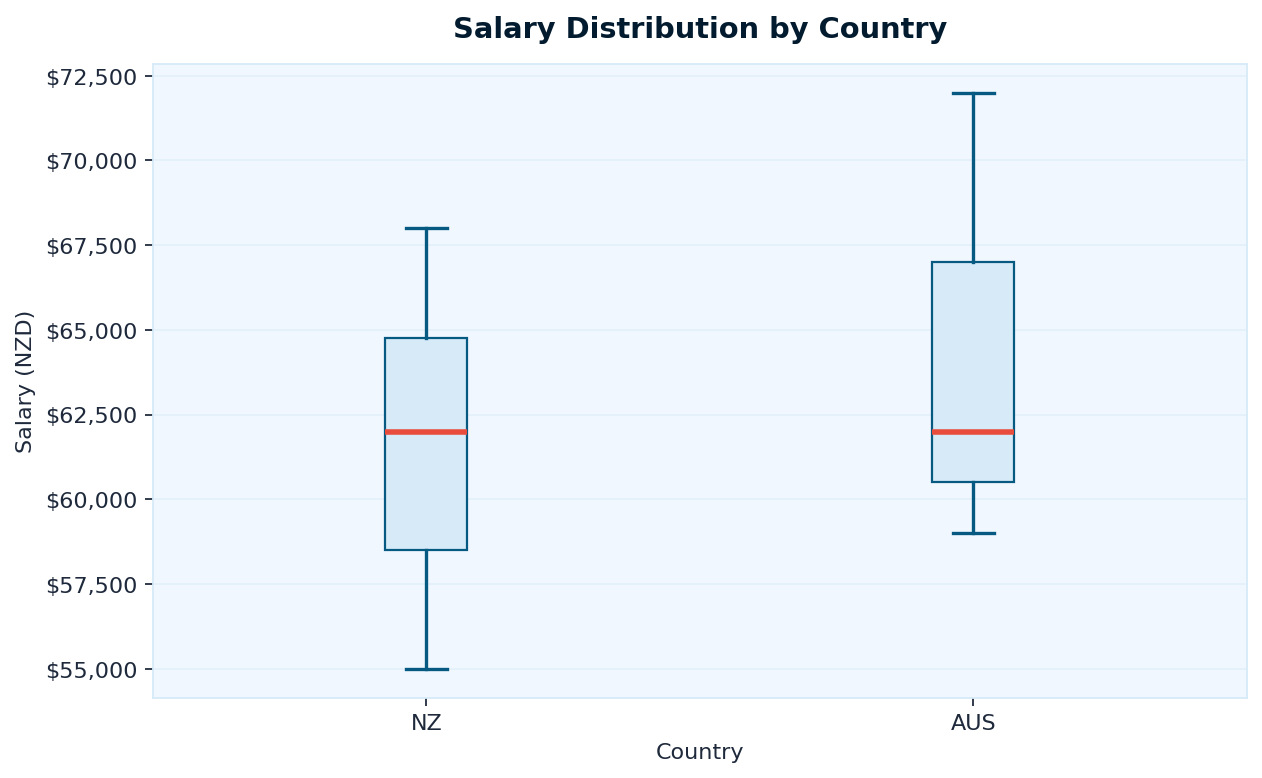 Salary Distribution by Country
Salary (NZD)
$72,500
$70,000
$67,500
$65,000
$62,500
$60,000
$57,500
$55,000
NZ
AUS
Country